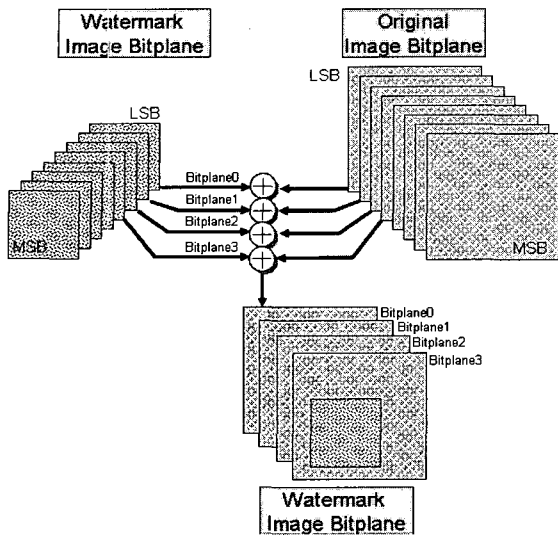 Watermark
Image Bitplane
Original
Image Bitplane
LSB
LSB
Bitplane0
Bitplane1
Bitplane2
Bitplane3
MSB
MSB
Bitplane0
Bitplane1
Bitplane2
Bitplane3
Watermark
Image Bitplane